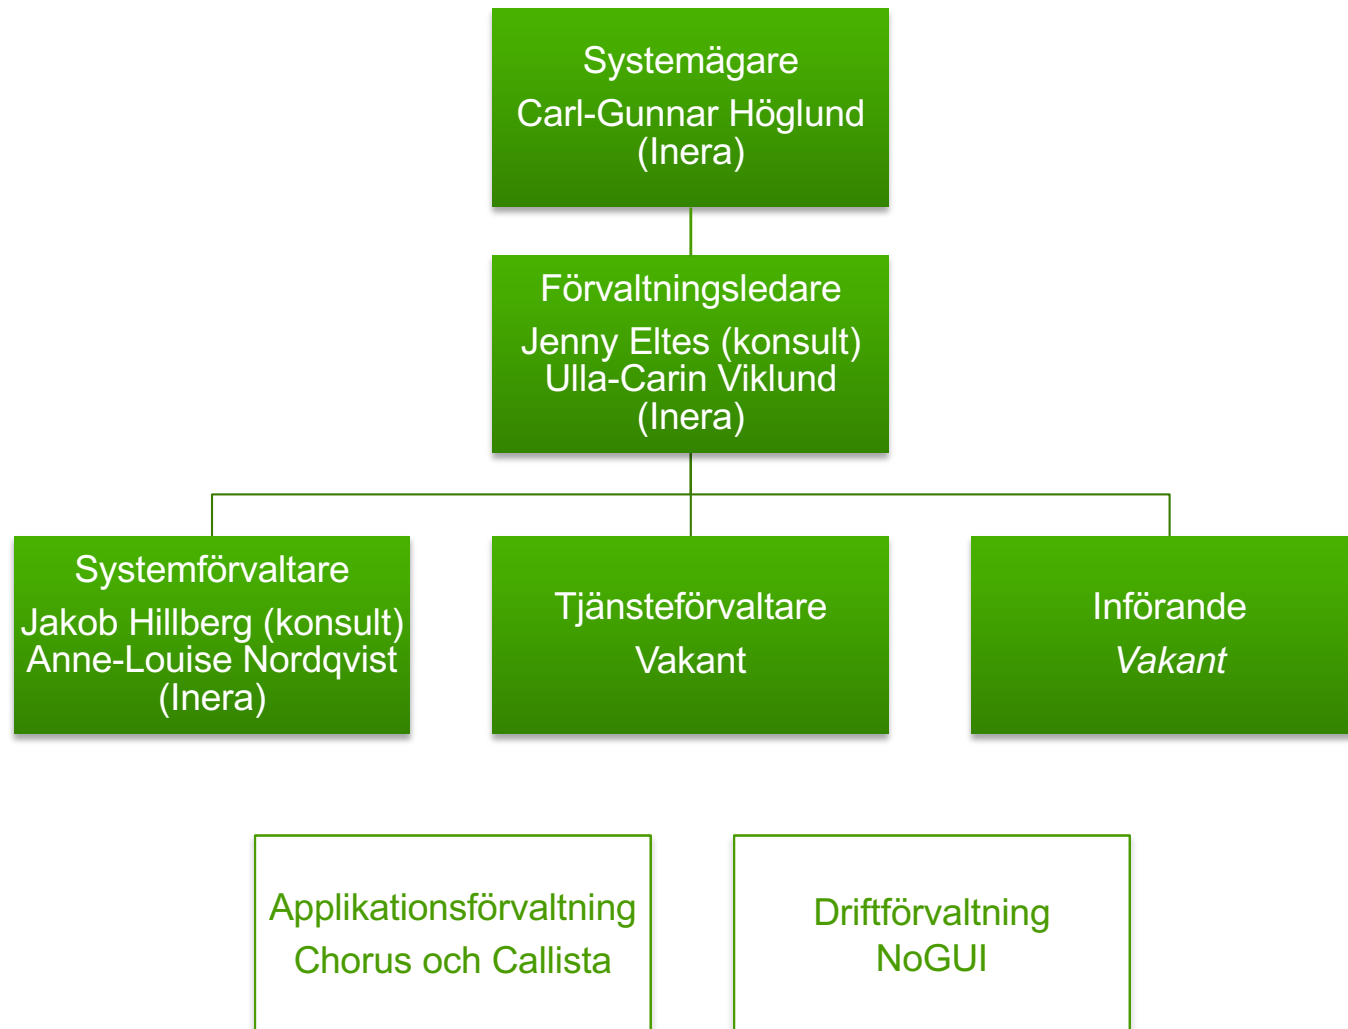 Systemägare
Carl-Gunnar Höglund
(Inera)
Förvaltningsledare
Jenny Eltes (konsult)
Ulla-Carin Viklund
(Inera)
Systemförvaltare
Jakob Hillberg (konsult)
Anne-Louise Nordqvist
(Inera)
Tjänsteförvaltare
Vakant
Införande
Vakant
Applikationsförvaltning
Chorus och Callista
Driftförvaltning
NoGUI